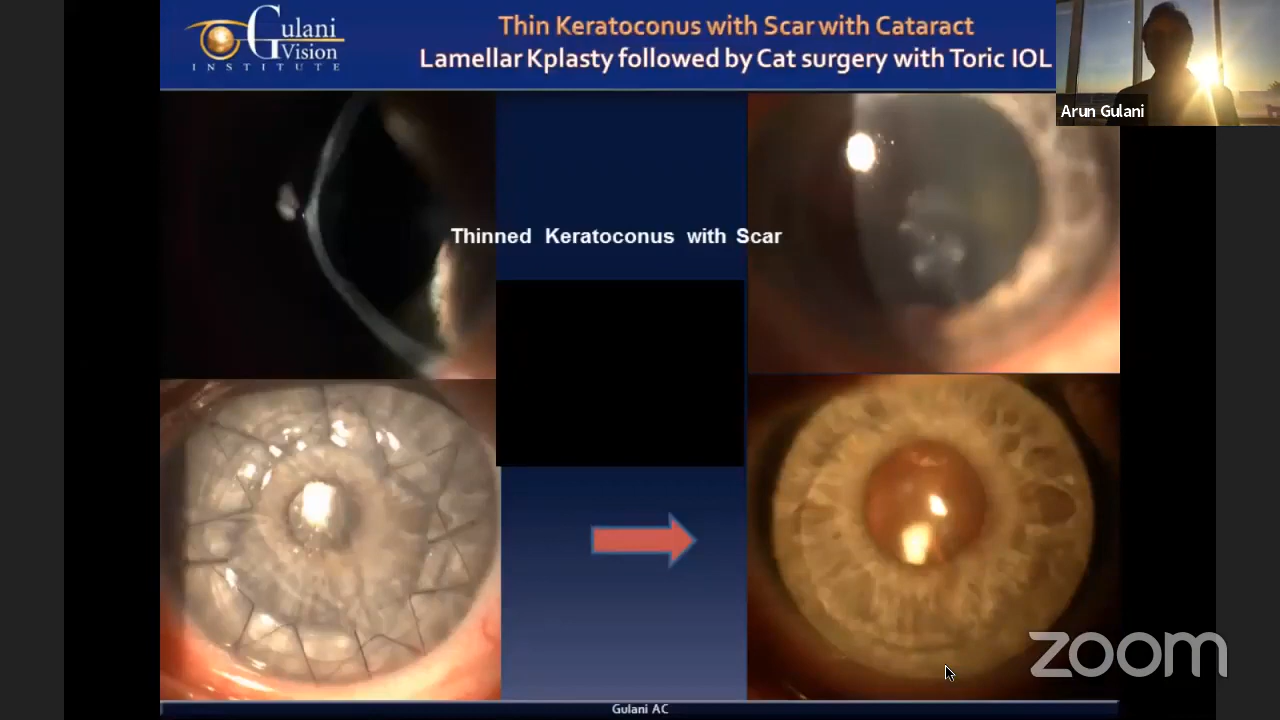 Gulani
Vision
INSTITUTE
Thin Keratoconus with Scar with Cataract
Lamellar Kplasty followed by Cat surgery with Toric IOL
Arun Gulani
Thinned Keratoconus with Scar
zoom
Gulani AC